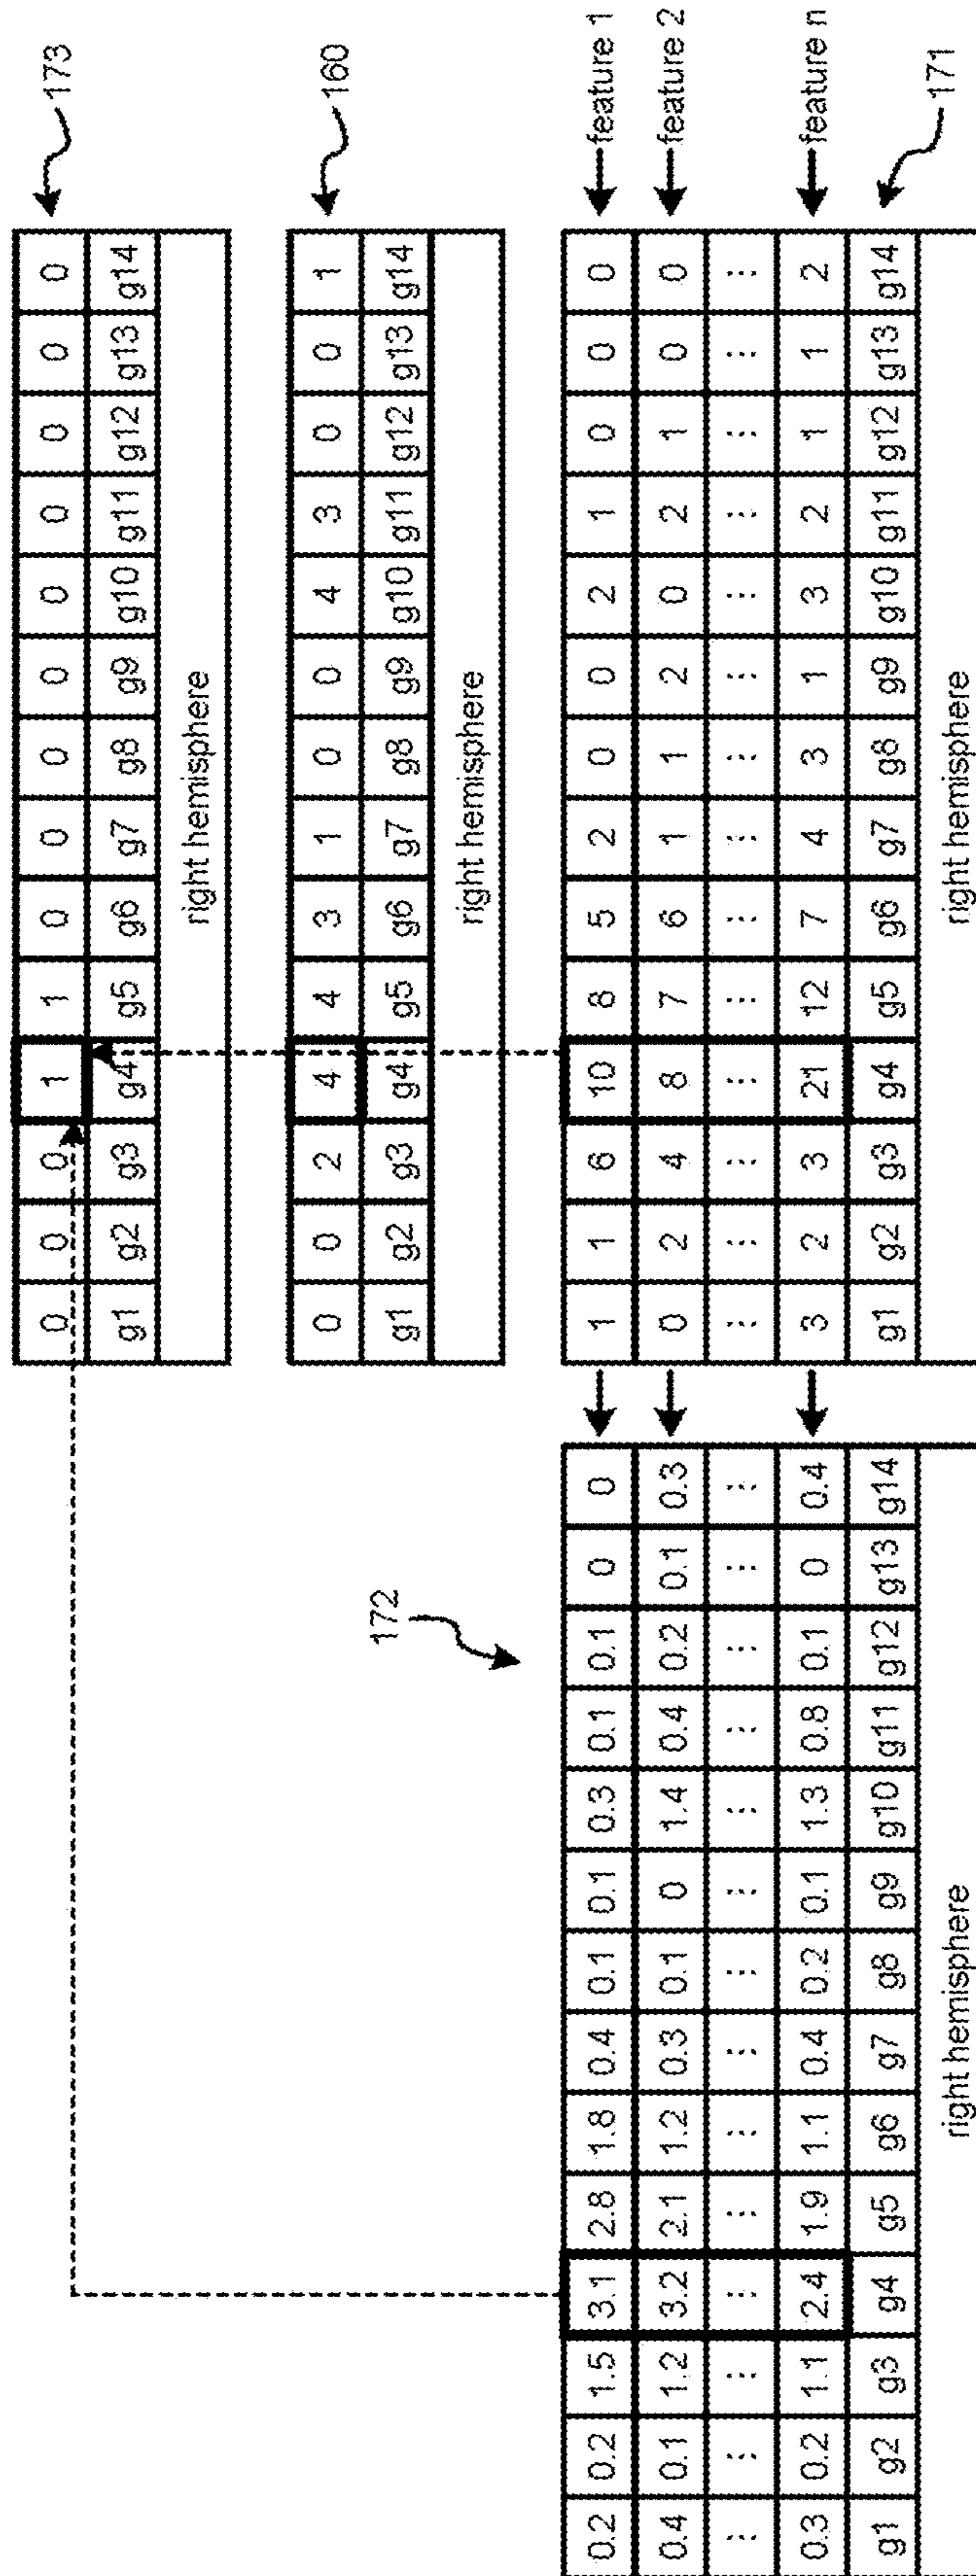 0 0 0 1 1 0 0 0 0 0 0 0 0 0
g1 g2 g3 g4 g5 g6 g7 g8 g9 g10 g11 g12 g13 g14
right hemisphere
173
0 0 2 4 4 3 1 0 0 4 3 0 0 1
g1 g2 g3 g4 g5 g6 g7 g8 g9 g10 g11 g12 g13 g14
right hemisphere
160
172
0.2 0.2 1.5 3.1 2.8 1.8 0.4 0.1 0.1 0.3 0.1 0.1 0 0
0.4 0.1 1.2 3.2 2.1 1.2 0.3 0.1 0 1.4 0.4 0.2 0.1 0.3
... ... ... ... ... ... ... ... ... ... ... ... ... ...
0.3 0.2 1.1 2.4 1.9 1.1 0.4 0.2 0.1 1.3 0.8 0.1 0 0.4
g1 g2 g3 g4 g5 g6 g7 g8 g9 g10 g11 g12 g13 g14
right hemisphere
1 1 6 10 8 5 2 0 0 2 1 0 0 0
feature 1
0 2 4 8 7 6 1 1 2 0 2 1 0 0
feature 2
... ... ... ... ... ... ... ... ... ... ... ... ... ...
3 2 3 21 12 7 4 3 1 3 2 1 1 2
feature n
g1 g2 g3 g4 g5 g6 g7 g8 g9 g10 g11 g12 g13 g14
171
right hemisphere